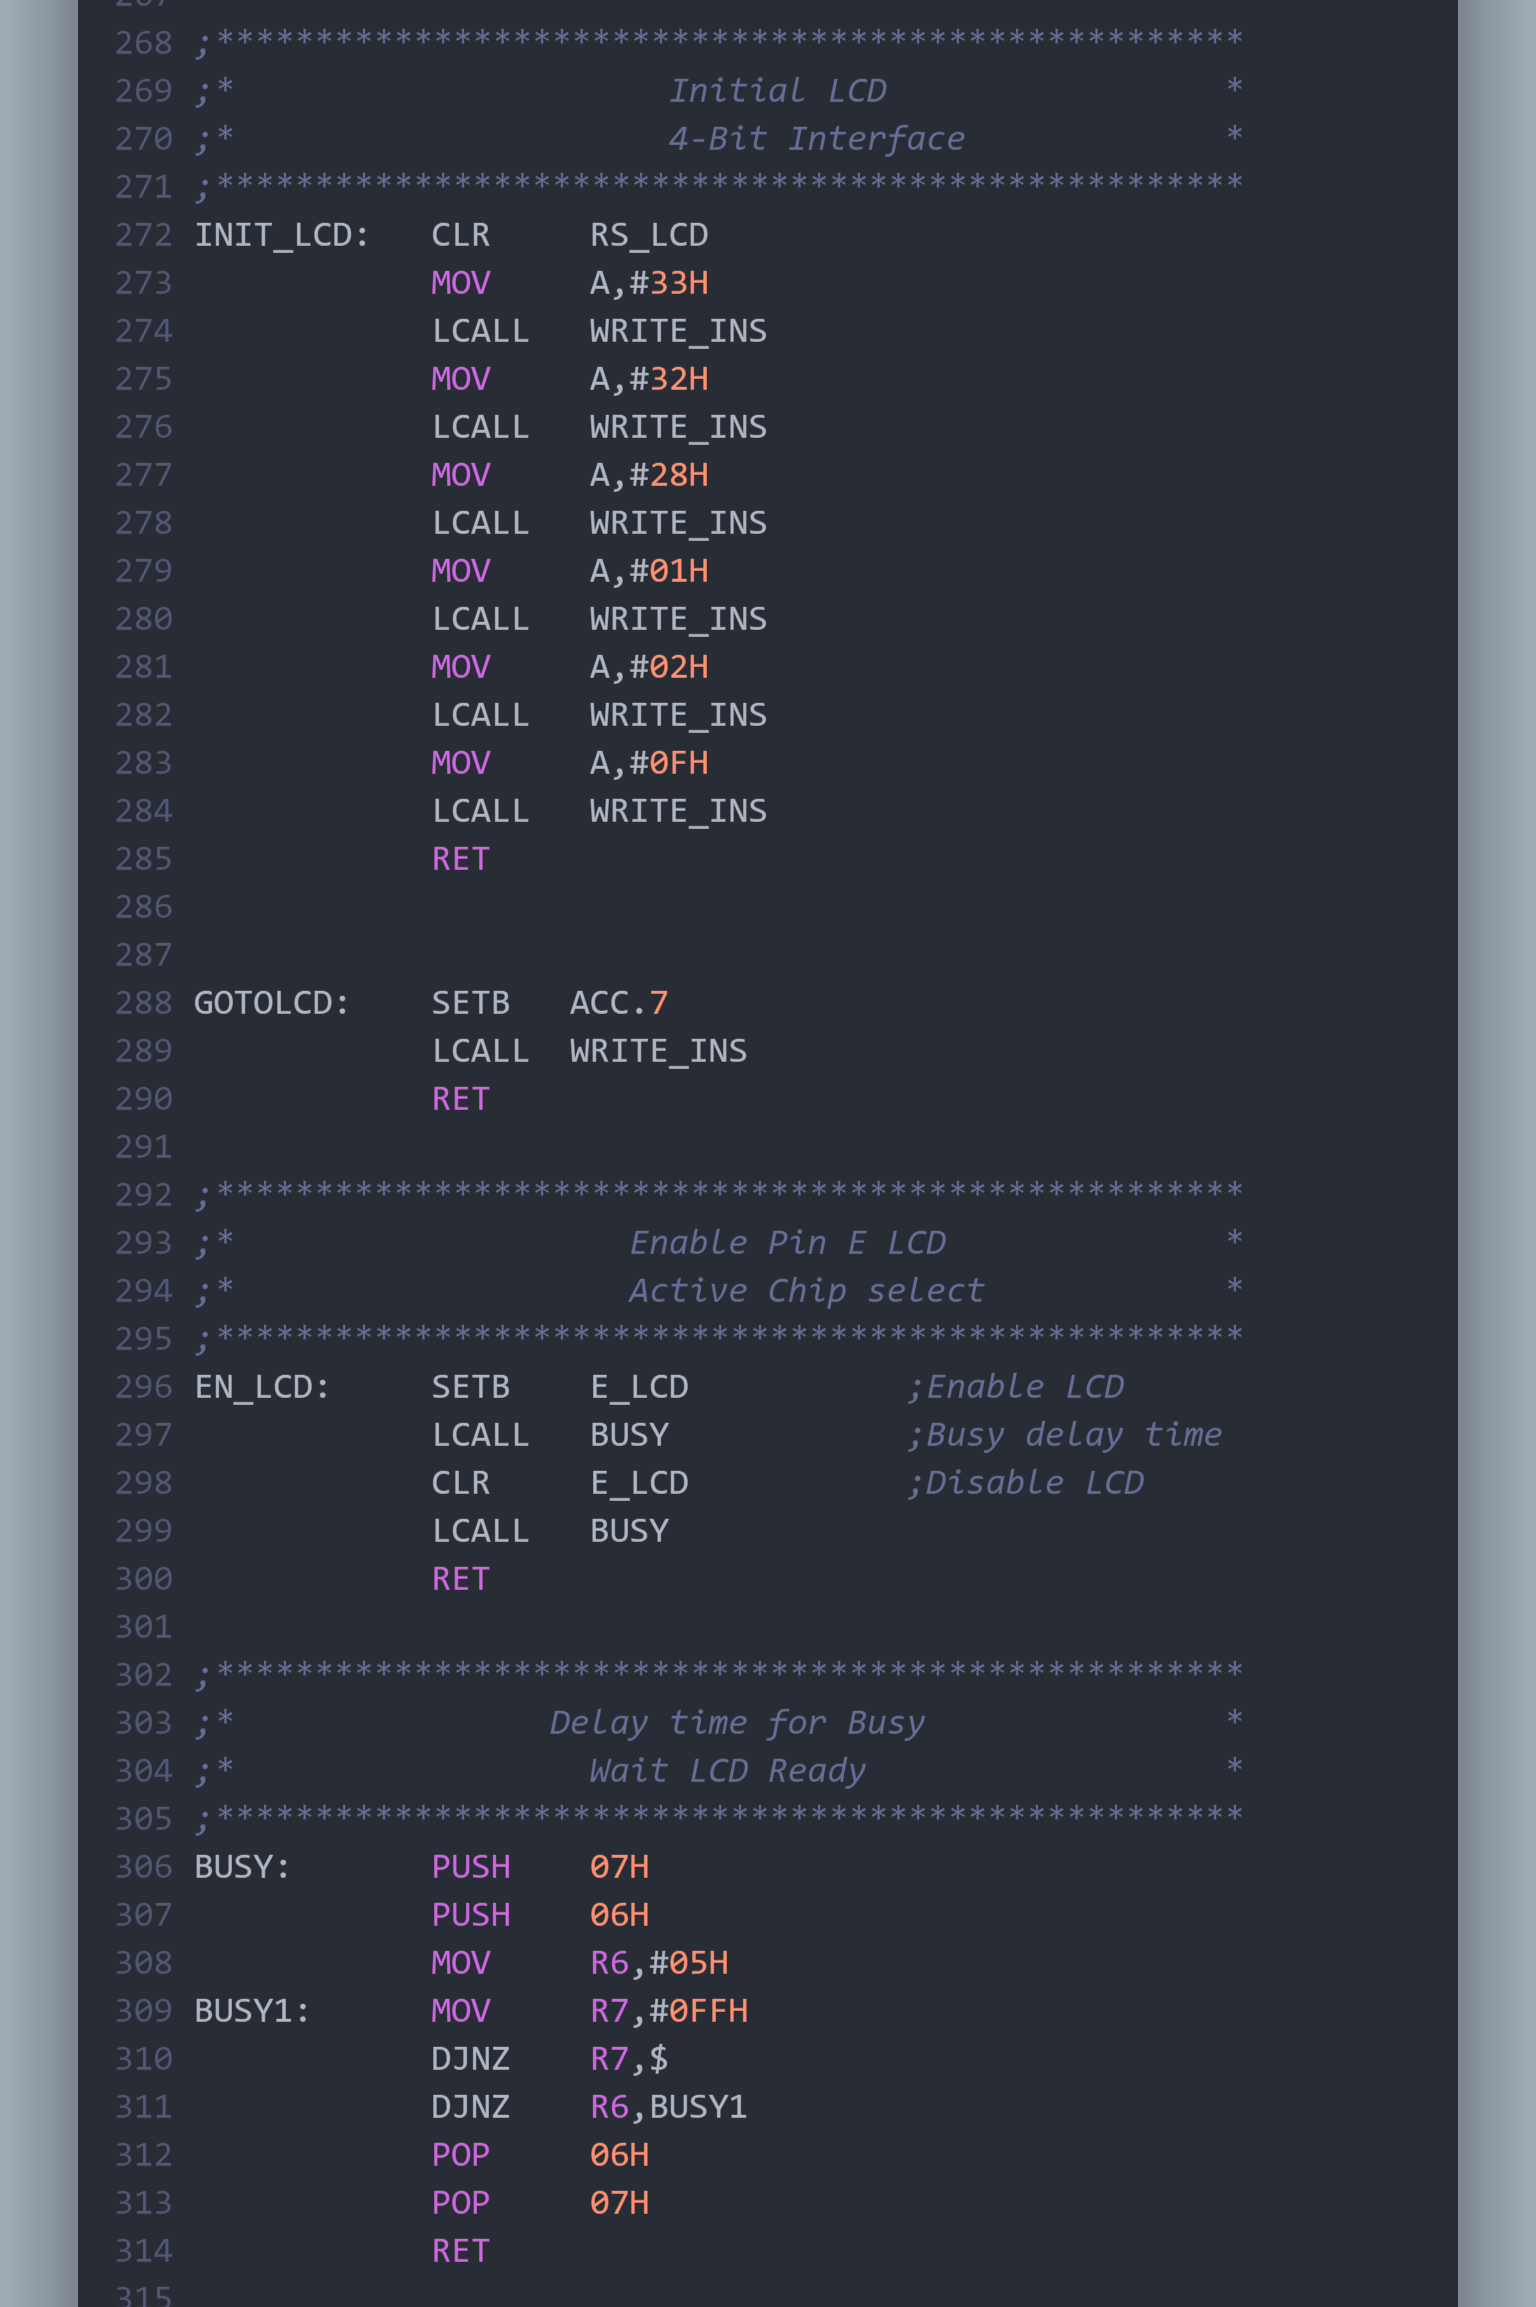 268 ;****************************************************
269 ;*                      Initial LCD                 *
270 ;*                      4-Bit Interface             *
271 ;****************************************************
272 INIT_LCD:   CLR     RS_LCD
273             MOV     A,#33H
274             LCALL   WRITE_INS
275             MOV     A,#32H
276             LCALL   WRITE_INS
277             MOV     A,#28H
278             LCALL   WRITE_INS
279             MOV     A,#01H
280             LCALL   WRITE_INS
281             MOV     A,#02H
282             LCALL   WRITE_INS
283             MOV     A,#0FH
284             LCALL   WRITE_INS
285             RET
286
287
288 GOTOLCD:    SETB   ACC.7
289             LCALL  WRITE_INS
290             RET
291
292 ;****************************************************
293 ;*                    Enable Pin E LCD              *
294 ;*                    Active Chip select            *
295 ;****************************************************
296 EN_LCD:     SETB    E_LCD           ;Enable LCD
297             LCALL   BUSY            ;Busy delay time
298             CLR     E_LCD           ;Disable LCD
299             LCALL   BUSY
300             RET
301
302 ;****************************************************
303 ;*                Delay time for Busy               *
304 ;*                  Wait LCD Ready                  *
305 ;****************************************************
306 BUSY:       PUSH    07H
307             PUSH    06H
308             MOV     R6,#05H
309 BUSY1:      MOV     R7,#0FFH
310             DJNZ    R7,$
311             DJNZ    R6,BUSY1
312             POP     06H
313             POP     07H
314             RET
315